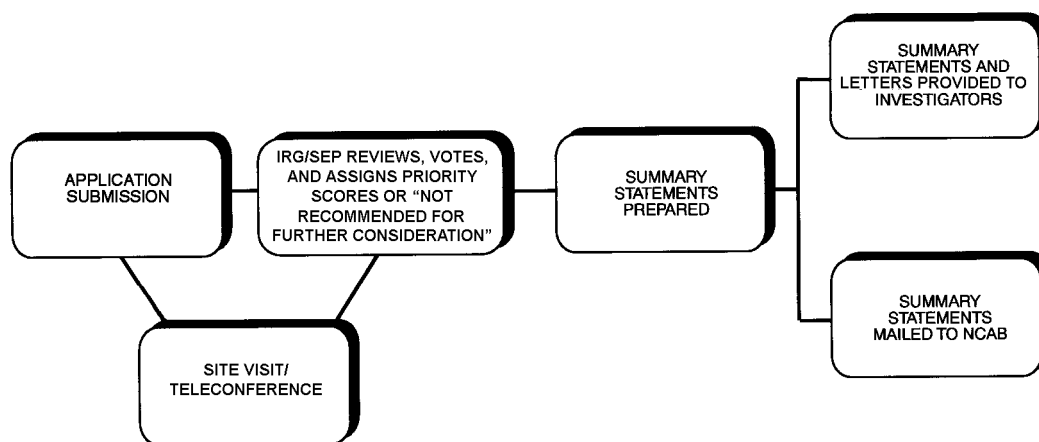 APPLICATION
SUBMISSION
IRG/SEP REVIEWS, VOTES,
AND ASSIGNS PRIORITY
SCORES OR “NOT
RECOMMENDED FOR
FURTHER CONSIDERATION”
SITE VISIT/
TELECONFERENCE
SUMMARY
STATEMENTS
PREPARED
SUMMARY
STATEMENTS AND
LETTERS PROVIDED TO
INVESTIGATORS
SUMMARY
STATEMENTS
MAILED TO NCAB